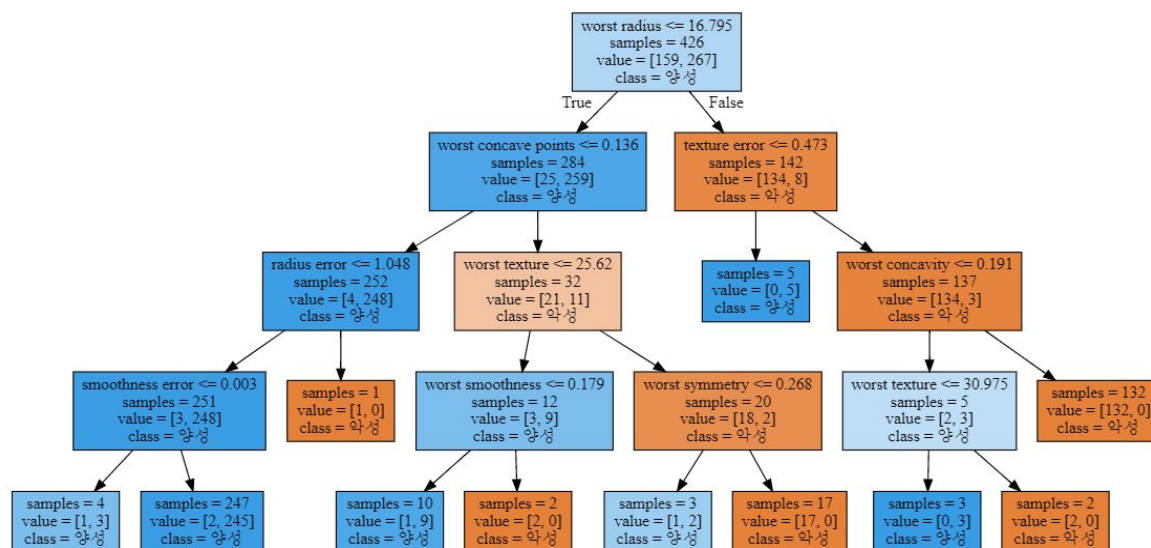 worst radius <= 16.795
samples = 426
value = [159, 267]
class = 양성
True
False
worst concave points <= 0.136
samples = 284
value = [25, 259]
class = 양성
texture error <= 0.473
samples = 142
value = [134, 8]
class = 악성
radius error <= 1.048
samples = 252
value = [4, 248]
class = 양성
worst texture <= 25.62
samples = 32
value = [21, 11]
class = 악성
samples = 5
value = [0, 5]
class = 양성
worst concavity <= 0.191
samples = 137
value = [134, 3]
class = 악성
smoothness error <= 0.003
samples = 251
value = [3, 248]
class = 양성
samples = 1
value = [1, 0]
class = 악성
worst smoothness <= 0.179
samples = 12
value = [3, 9]
class = 양성
worst symmetry <= 0.268
samples = 20
value = [18, 2]
class = 악성
worst texture <= 30.975
samples = 5
value = [2, 3]
class = 양성
samples = 132
value = [132, 0]
class = 악성
samples = 4
value = [1, 3]
class = 양성
samples = 247
value = [2, 245]
class = 양성
samples = 10
value = [1, 9]
class = 양성
samples = 2
value = [2, 0]
class = 악성
samples = 3
value = [1, 2]
class = 양성
samples = 17
value = [17, 0]
class = 악성
samples = 3
value = [0, 3]
class = 양성
samples = 2
value = [2, 0]
class = 악성